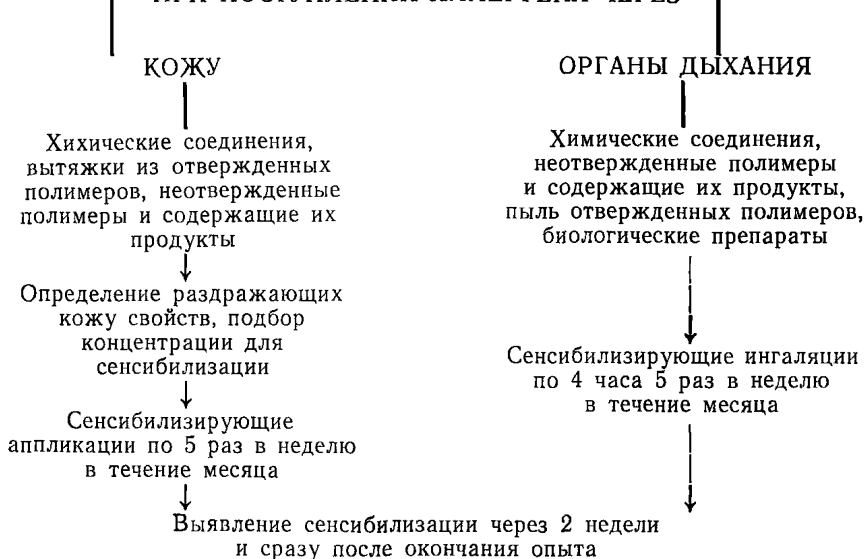 КОЖУ
Хихические соединения,
вытяжки из отвержденных
полимеров, неотвержденные
полимеры и содержащие их
продукты
Определение раздражающих
кожу свойств, подбор
концентрации для
сенсибилизации
Сенсибилизирующие
аппликации по 5 раз в неделю
в течение месяца
ОРГАНЫ ДЫХАНИЯ
Химические соединения,
неотвержденные полимеры
и содержащие их продукты,
пыль отвержденных полимеров,
биологические препараты
Сенсибилизирующие ингаляции
по 4 часа 5 раз в неделю
в течение месяца
Выявление сенсибилизации через 2 недели
и сразу после окончания опыта